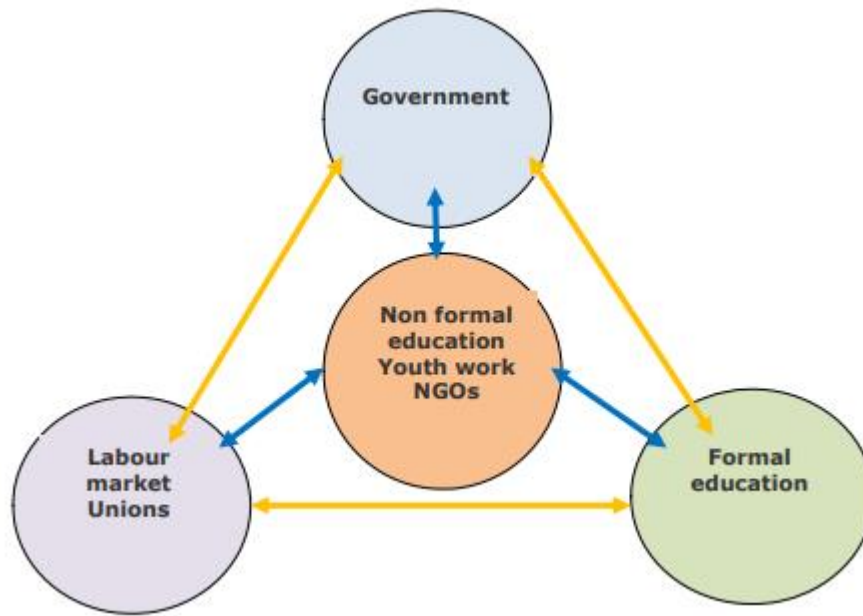 Government
Non formal
education
Youth work
NGOs
Labour
market
Unions
Formal
education